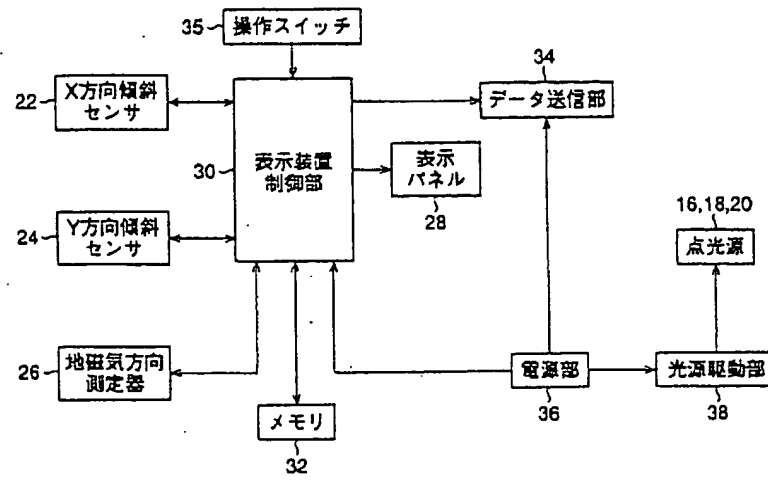 35
操作スイッチ
22
X方向傾斜
センサ
34
データ送信部
30
表示装置
制御部
表示
パネル
28
24
Y方向傾斜
センサ
16,18,20
点光源
26
地磁気方向
測定器
電源部
36
光源駆動部
38
メモリ
32